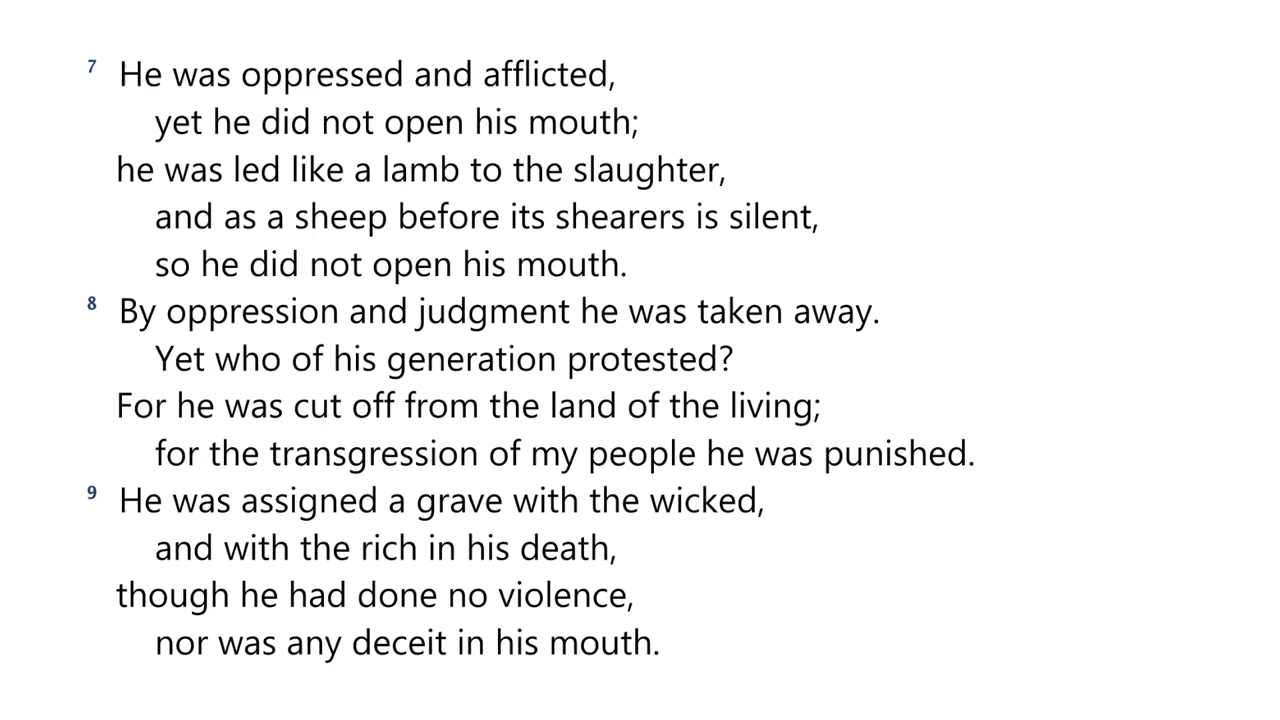 7 He was oppressed and afflicted,
yet he did not open his mouth;
he was led like a lamb to the slaughter,
and as a sheep before its shearers is silent,
so he did not open his mouth.
8 By oppression and judgment he was taken away.
Yet who of his generation protested?
For he was cut off from the land of the living;
for the transgression of my people he was punished.
9 He was assigned a grave with the wicked,
and with the rich in his death,
though he had done no violence,
nor was any deceit in his mouth.